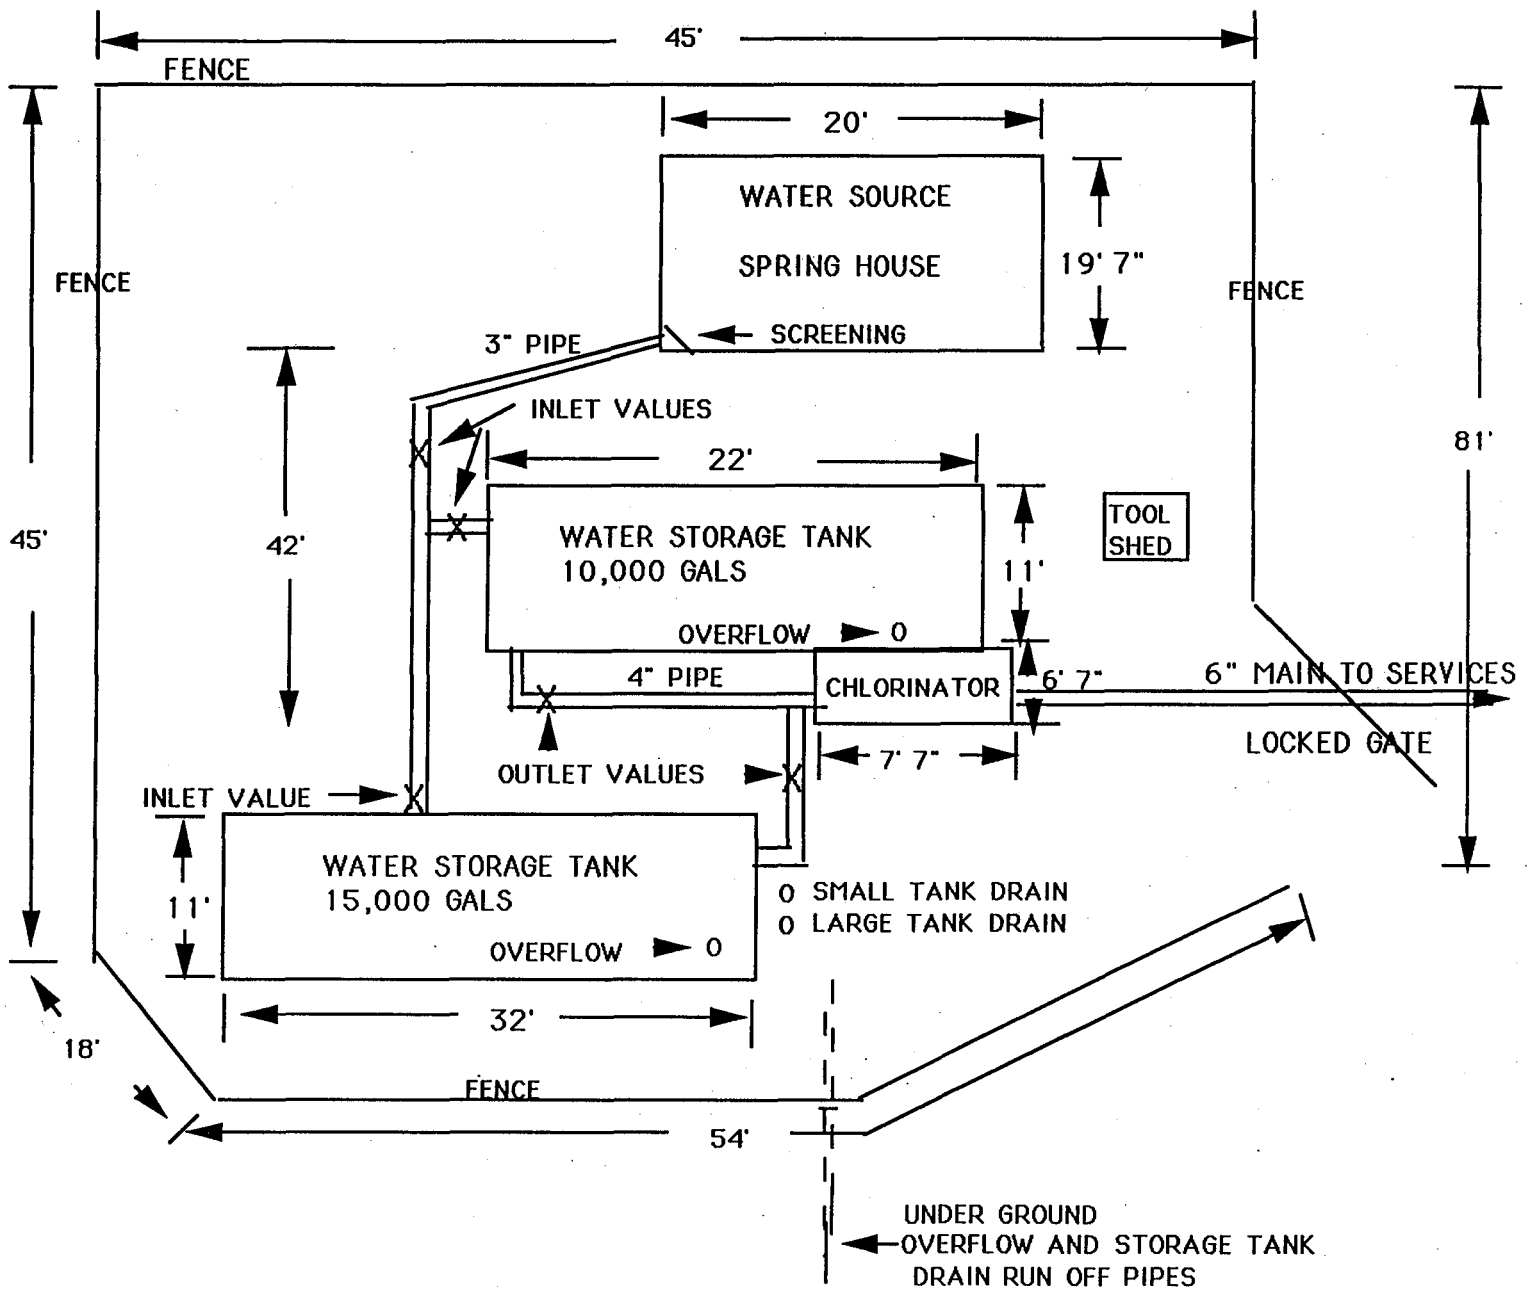 45'
FENCE
20'
WATER SOURCE
SPRING HOUSE
19' 7"
FENCE
FENCE
SCREENING
3" PIPE
INLET VALUES
22'
81'
45'
42'
WATER STORAGE TANK
10,000 GALS
11'
TOOL
SHED
OVERFLOW 0
4" PIPE
CHLORINATOR
6' 7"
6" MAIN TO SERVICES
LOCKED GATE
7' 7"
OUTLET VALUES
INLET VALUE
WATER STORAGE TANK
15,000 GALS
11'
OVERFLOW 0
0 SMALL TANK DRAIN
0 LARGE TANK DRAIN
32'
18'
FENCE
54'
UNDER GROUND
OVERFLOW AND STORAGE TANK
DRAIN RUN OFF PIPES